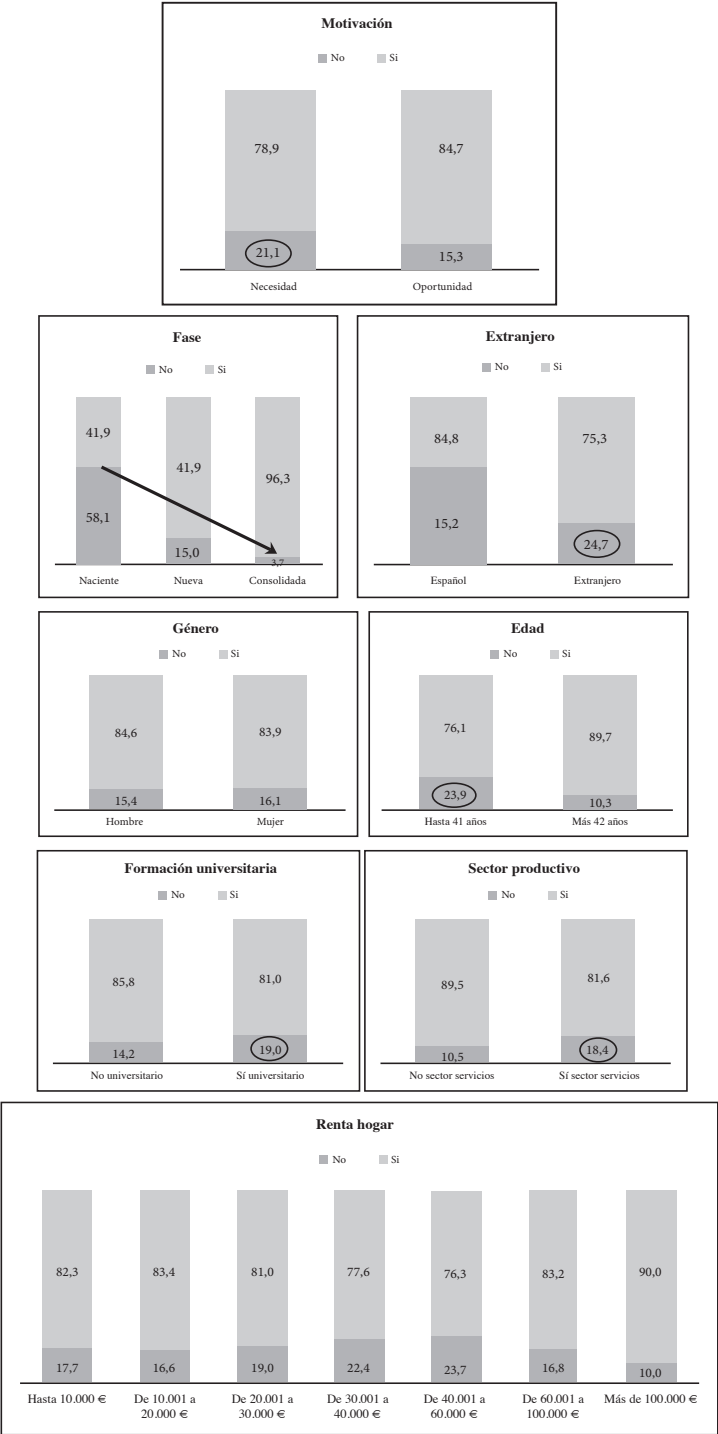 Motivación
No Si
78,9 84,7
21,1 15,3
Necesidad Oportunidad
Fase
No Si
41,9 41,9 96,3
58,1 15,0 3,7
Naciente Nueva Consolidada
Extranjero
No Si
84,8 75,3
15,2 24,7
Español Extranjero
Género
No Si
84,6 83,9
15,4 16,1
Hombre Mujer
Edad
No Si
76,1 89,7
23,9 10,3
Hasta 41 años Más 42 años
Formación universitaria
No Si
85,8 81,0
14,2 19,0
No universitario Sí universitario
Sector productivo
No Si
89,5 81,6
10,5 18,4
No sector servicios Sí sector servicios
Renta hogar
No Si
82,3 83,4 81,0 77,6 76,3 83,2 90,0
17,7 16,6 19,0 22,4 23,7 16,8 10,0
Hasta 10.000 € De 10.001 a De 20.001 a De 30.001 a De 40.001 a De 60.001 a Más de 100.000 €
20.000 € 30.000 € 40.000 € 60.000 € 100.000 €